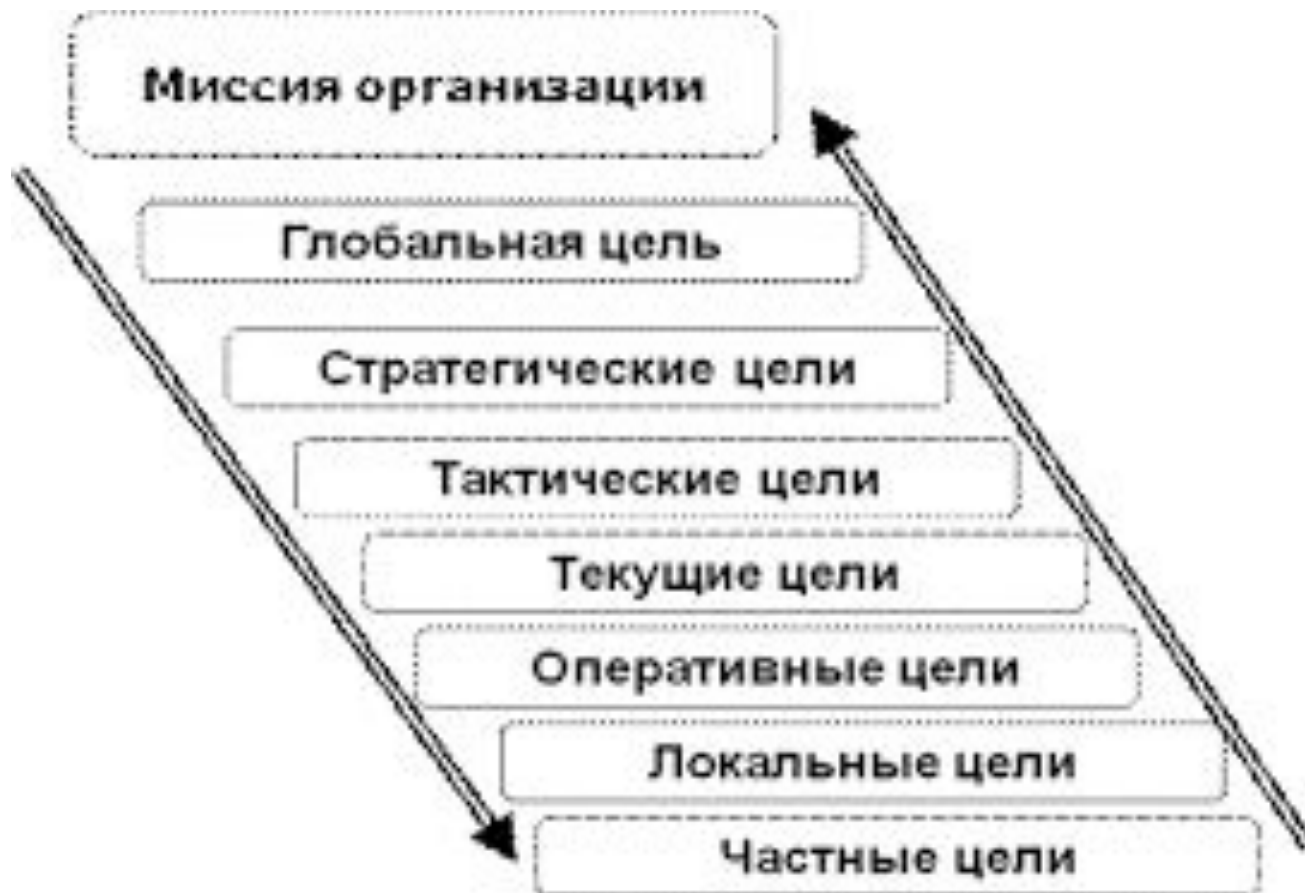 Миссия организации
Глобальная цель
Стратегические цели
Тактические цели
Текущие цели
Оперативные цели
Локальные цели
Частные цели